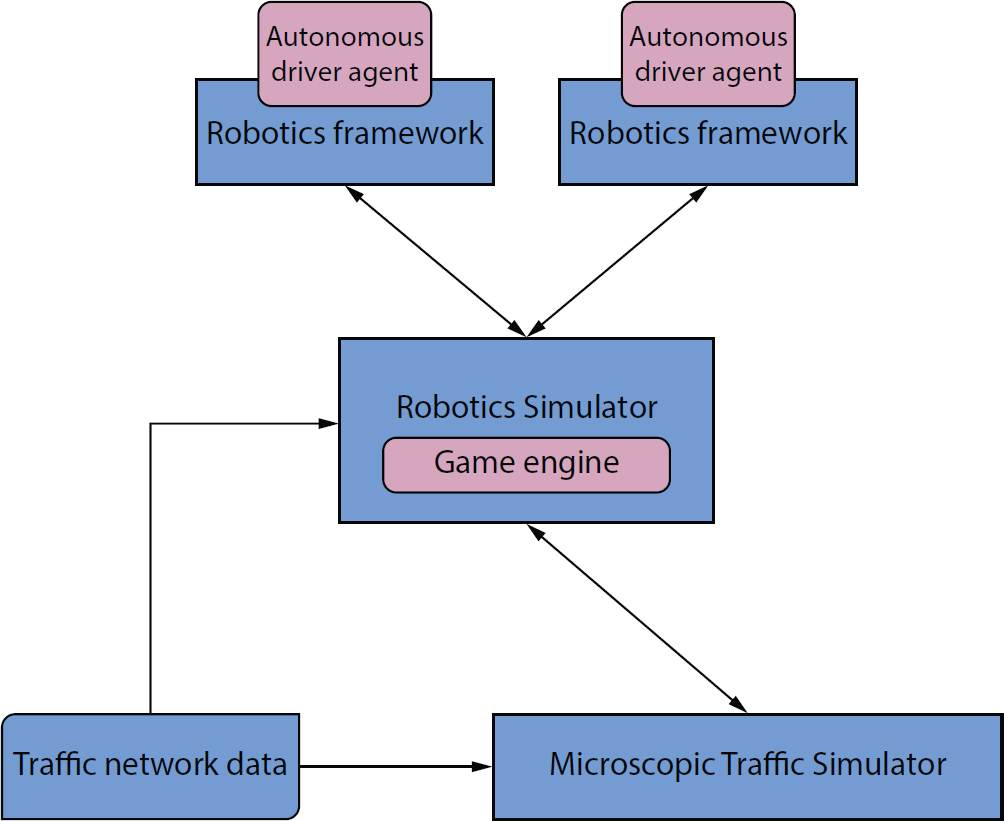 Autonomous
driver agent
Robotics framework
Autonomous
driver agent
Robotics framework
Robotics Simulator
Game engine
Traffic network data
Microscopic Traffic Simulator